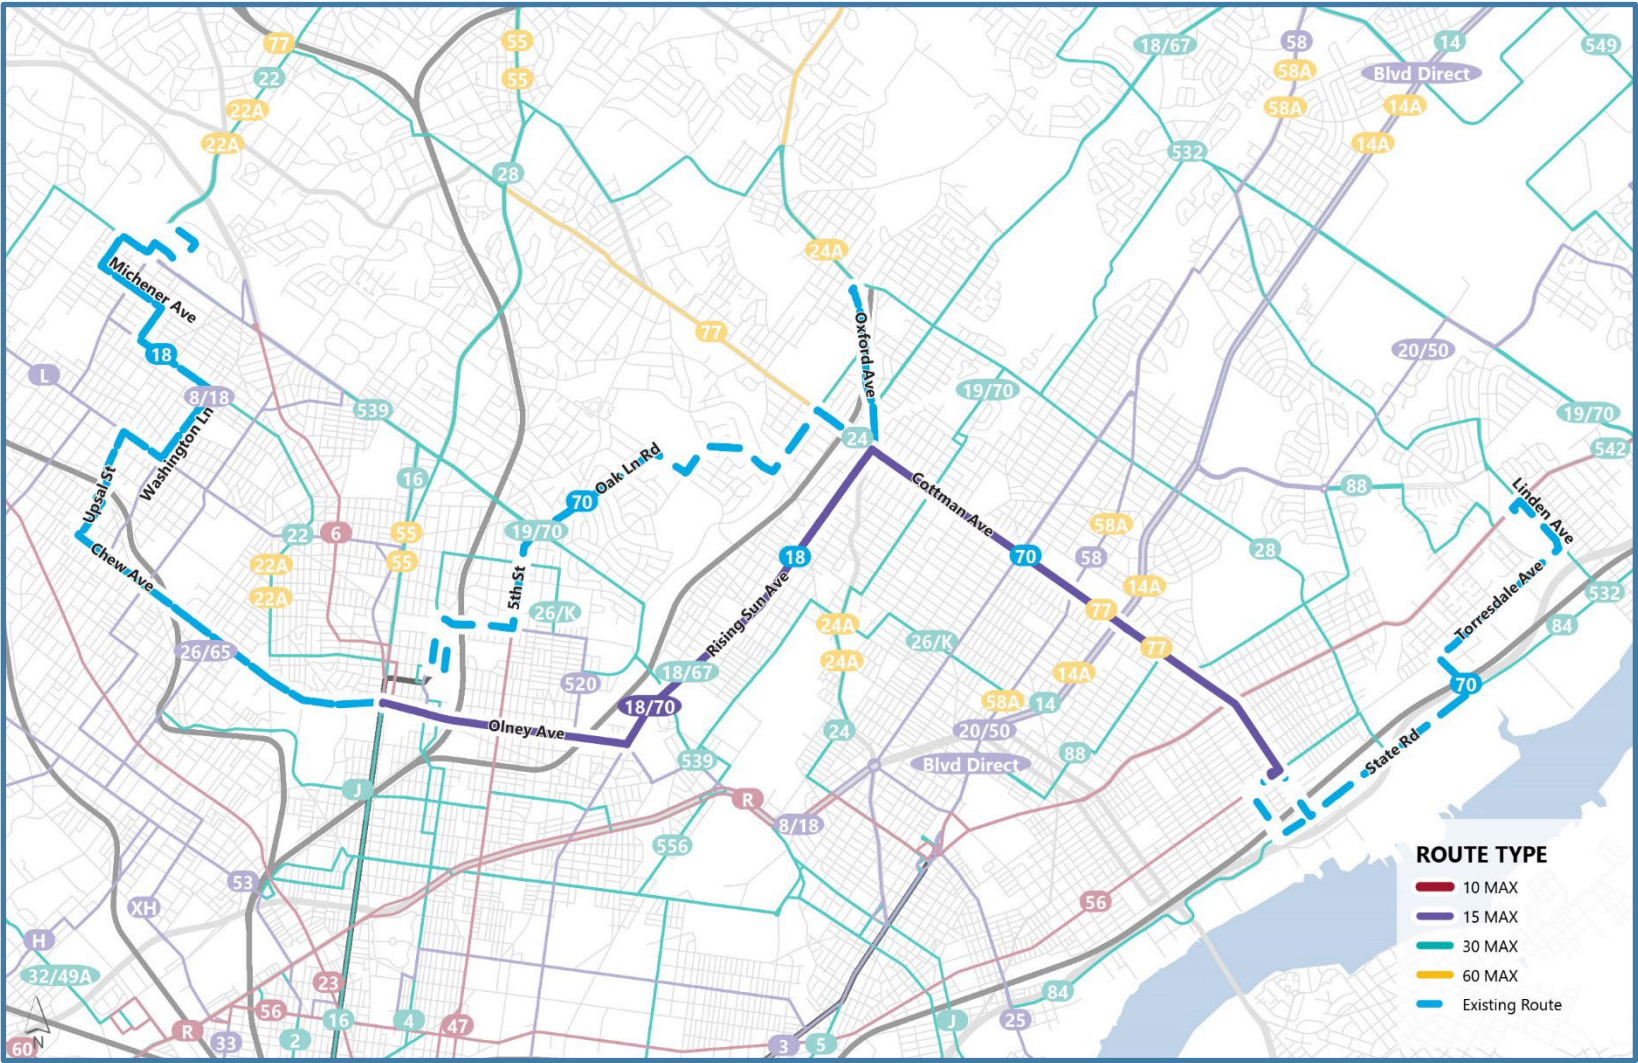 77
55
18/67
58
14
549
22
55
58A
Blvd Direct
22A
58A
14A
22A
14A
28
532
24A
Michener Ave
77
Oxford Ave
18
20/50
L
8/18
19/70
539
24
19/70
Washington Ln
542
Upsal St
16
Oak Ln Rd
Cottman Ave
88
Linden Ave
70
22
6
55
19/70
58A
28
55
18
70
58
22A
14A
Chew Ave
5th St
Torresdale Ave
532
22A
26/K
Rising Sun Ave
77
24A
84
26/K
26/65
77
24A
18/67
14A
520
70
18/70
58A
14
Olney Ave
24
20/50
State Rd
539
88
Blvd Direct
J
R
8/18
556
53
XH
56
H
32/49A
23
84
56
16
4
47
J
25
R
33
2
3
5
60
N
ROUTE TYPE
10 MAX
15 MAX
30 MAX
60 MAX
Existing Route